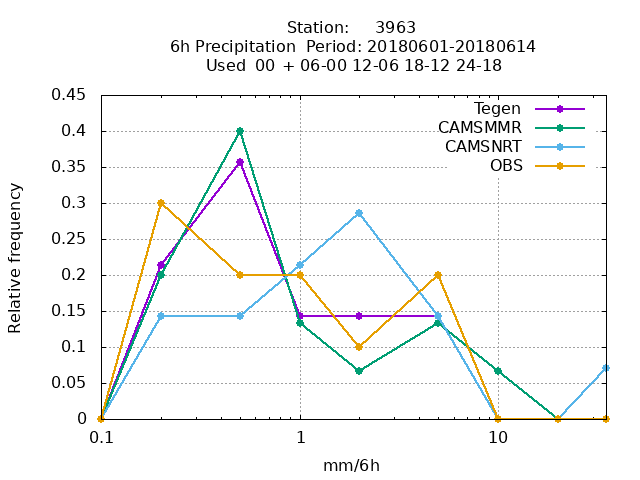 Station:     3963
6h Precipitation  Period: 20180601-20180614
Used  00  + 06-00 12-06 18-12 24-18
Relative frequency
0.45
0.4
0.35
0.3
0.25
0.2
0.15
0.1
0.05
0
Tegen
CAMSMMR
CAMSNRT
OBS
0.1
1
10
mm/6h